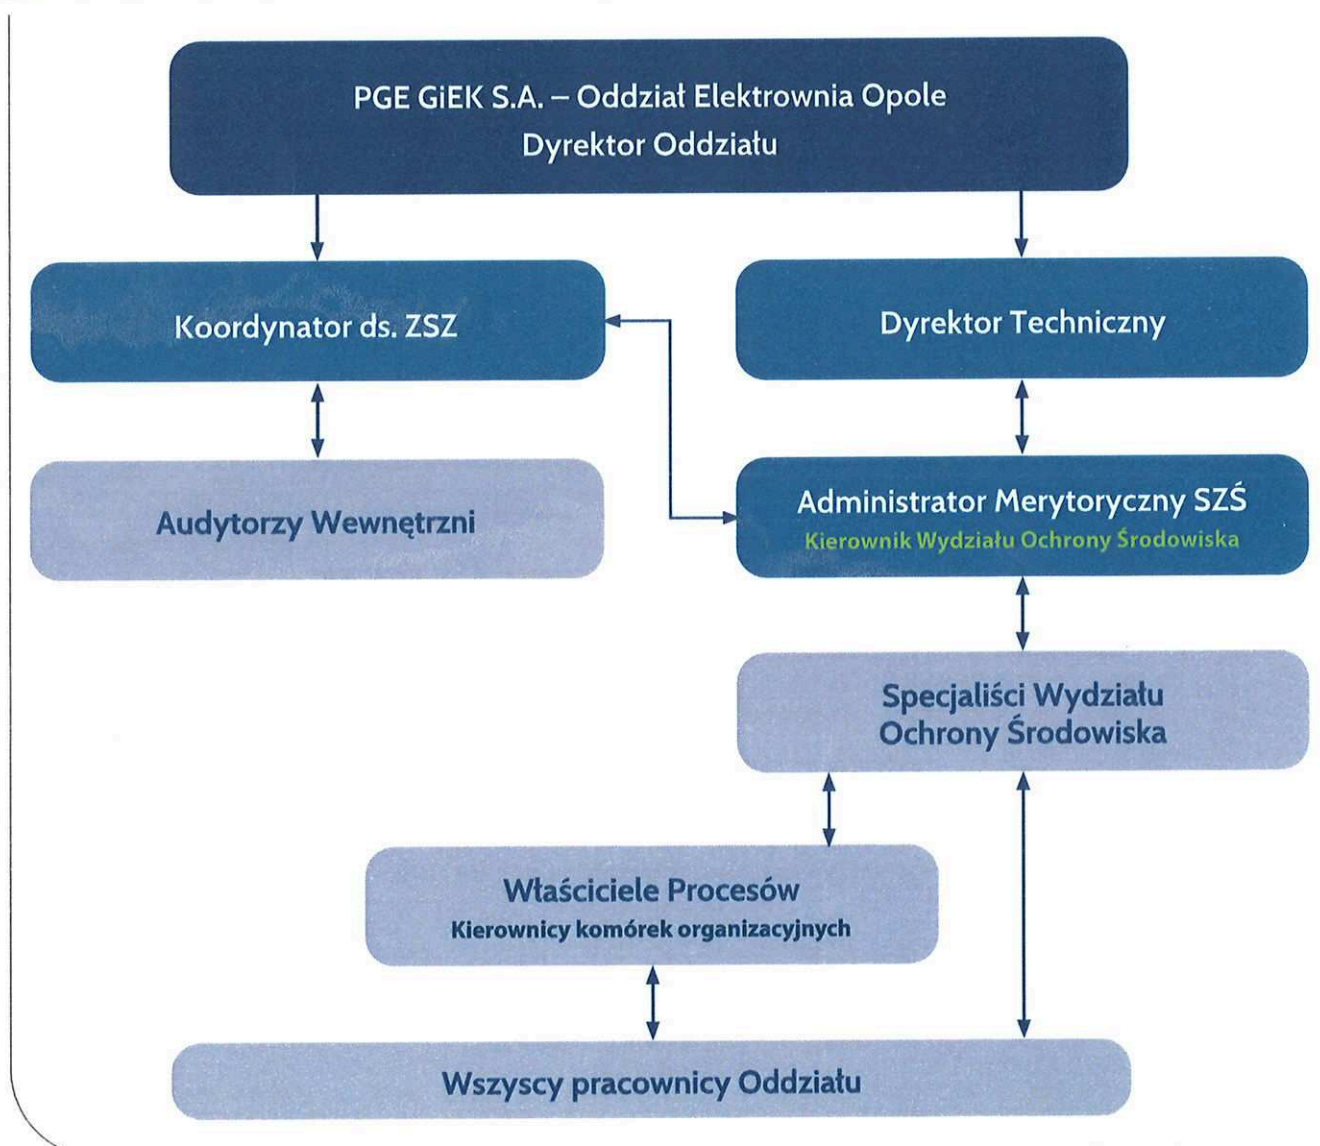 PGE GiEK S.A. – Oddział Elektrownia Opole
Dyrektor Oddziału
Koordynator ds. ZSZ
Dyrektor Techniczny
Audytorzy Wewnętrzni
Administrator Merytoryczny SZŚ
Kierownik Wydziału Ochrony Środowiska
Specjaliści Wydziału
Ochrony Środowiska
Właściciele Procesów
Kierownicy komórek organizacyjnych
Wszyscy pracownicy Oddziału